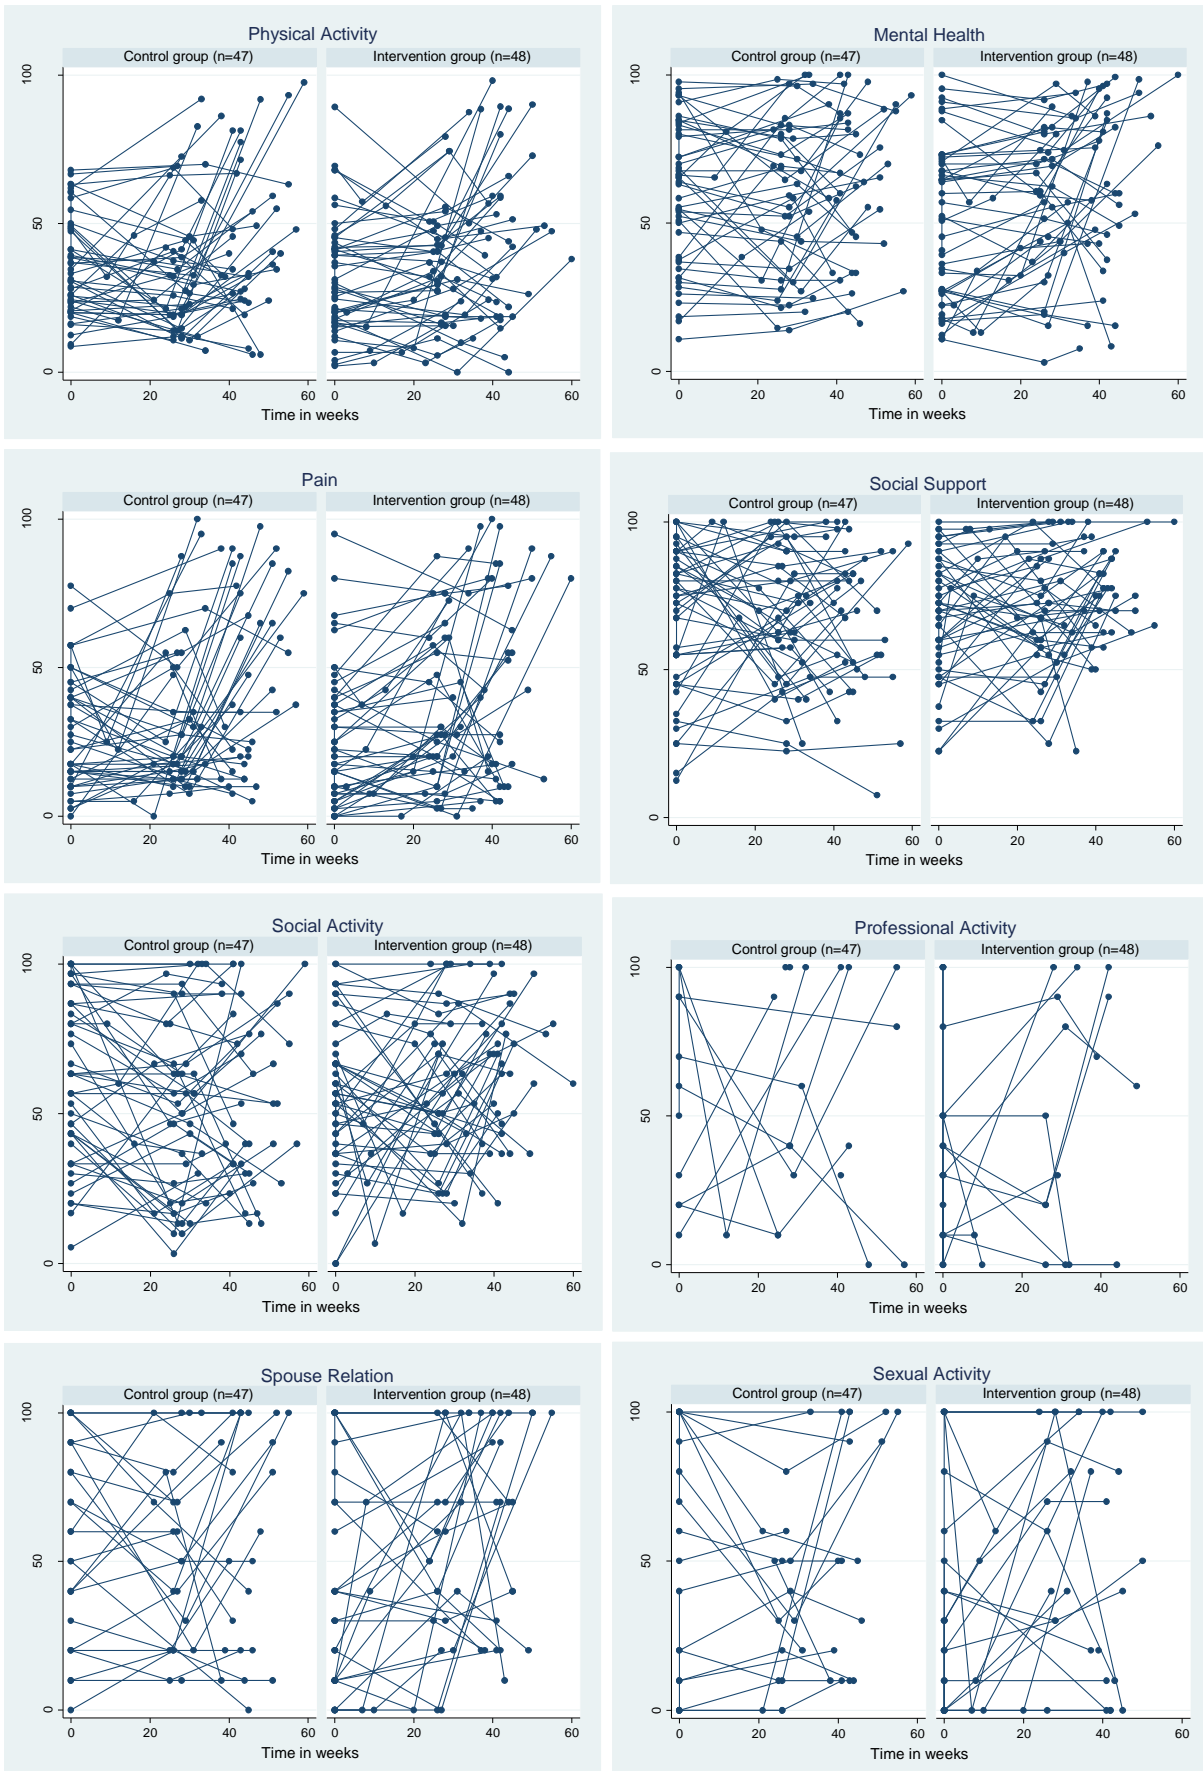 Physical Activity
Control group (n=47) Intervention group (n=48)
100
50
0
0 20 40 60 0 20 40 60
Time in weeks
Mental Health
Control group (n=47) Intervention group (n=48)
100
50
0
0 20 40 60 0 20 40 60
Time in weeks
Pain
Control group (n=47) Intervention group (n=48)
100
50
0
0 20 40 60 0 20 40 60
Time in weeks
Social Support
Control group (n=47) Intervention group (n=48)
100
50
0
0 20 40 60 0 20 40 60
Time in weeks
Social Activity
Control group (n=47) Intervention group (n=48)
100
50
0
0 20 40 60 0 20 40 60
Time in weeks
Professional Activity
Control group (n=47) Intervention group (n=48)
100
50
0
0 20 40 60 0 20 40 60
Time in weeks
Spouse Relation
Control group (n=47) Intervention group (n=48)
100
50
0
0 20 40 60 0 20 40 60
Time in weeks
Sexual Activity
Control group (n=47) Intervention group (n=48)
100
50
0
0 20 40 60 0 20 40 60
Time in weeks